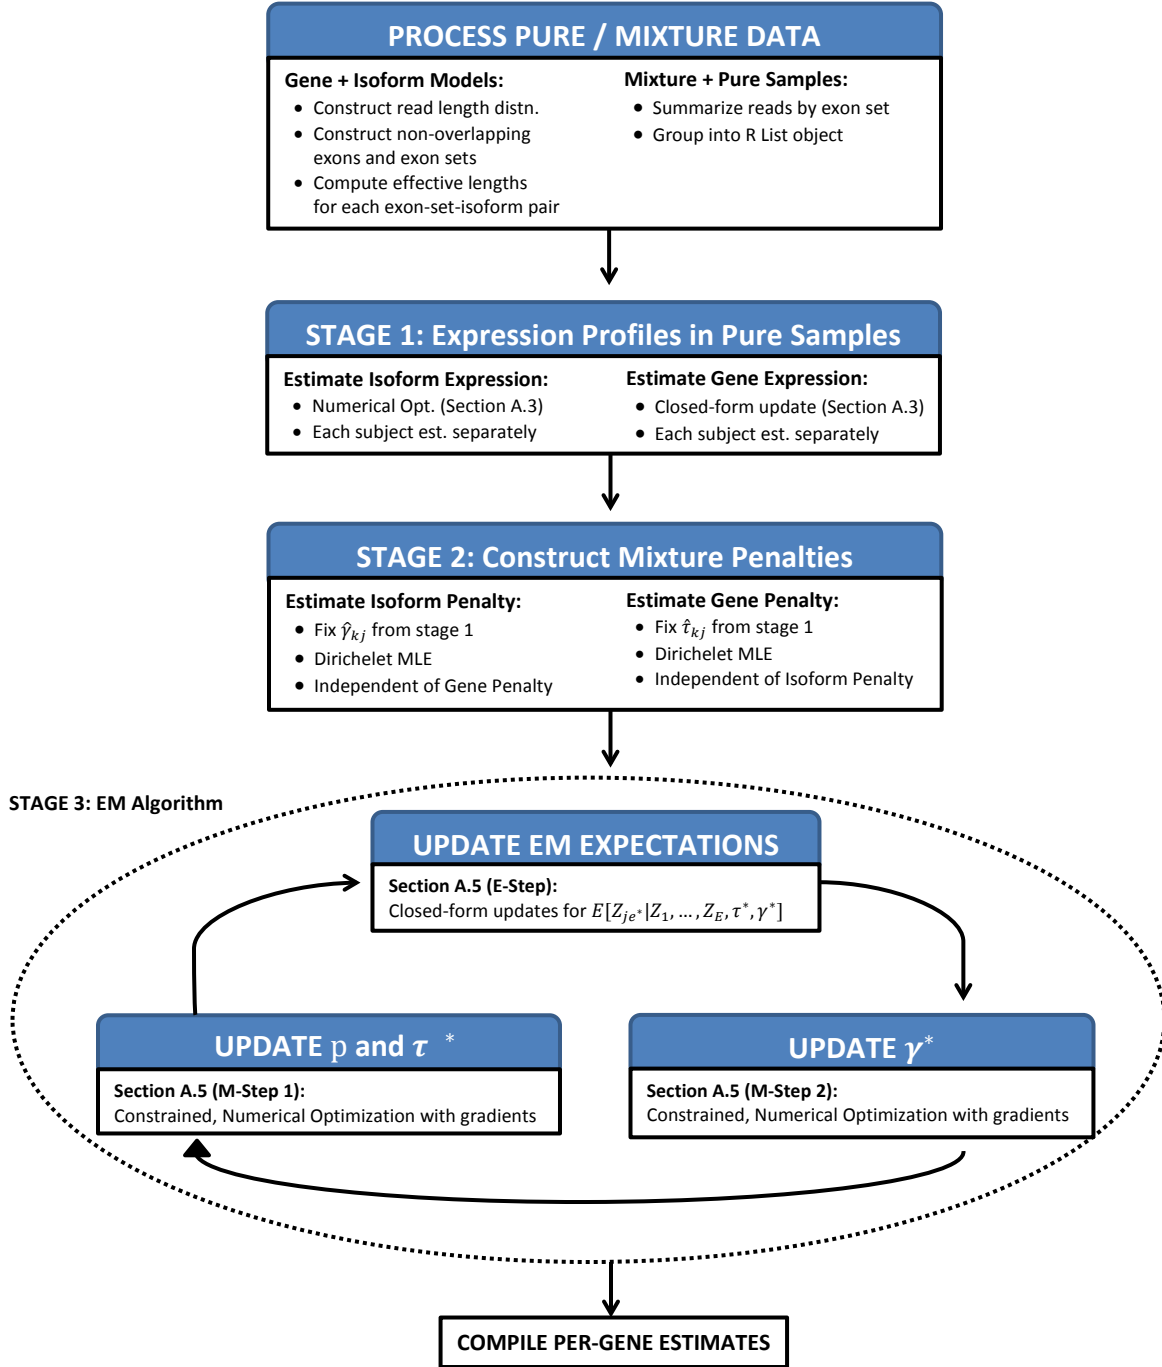 PROCESS PURE / MIXTURE DATA
Gene + Isoform Models:
• Construct read length distn.
• Construct non-overlapping
exons and exon sets
• Compute effective lengths
for each exon-set-isoform pair
Mixture + Pure Samples:
• Summarize reads by exon set
• Group into R List object
STAGE 1: Expression Profiles in Pure Samples
Estimate Isoform Expression:
• Numerical Opt. (Section A.3)
• Each subject est. separately
Estimate Gene Expression:
• Closed-form update (Section A.3)
• Each subject est. separately
STAGE 2: Construct Mixture Penalties
Estimate Isoform Penalty:
• Fix γ̂ₖⱼ from stage 1
• Dirichelet MLE
• Independent of Gene Penalty
Estimate Gene Penalty:
• Fix τ̂ₖⱼ from stage 1
• Dirichelet MLE
• Independent of Isoform Penalty
STAGE 3: EM Algorithm
UPDATE EM EXPECTATIONS
Section A.5 (E-Step):
Closed-form updates for E[Z_{je*}|Z₁, …, Z_E, τ*, γ*]
UPDATE p and τ *
Section A.5 (M-Step 1):
Constrained, Numerical Optimization with gradients
UPDATE γ*
Section A.5 (M-Step 2):
Constrained, Numerical Optimization with gradients
COMPILE PER-GENE ESTIMATES